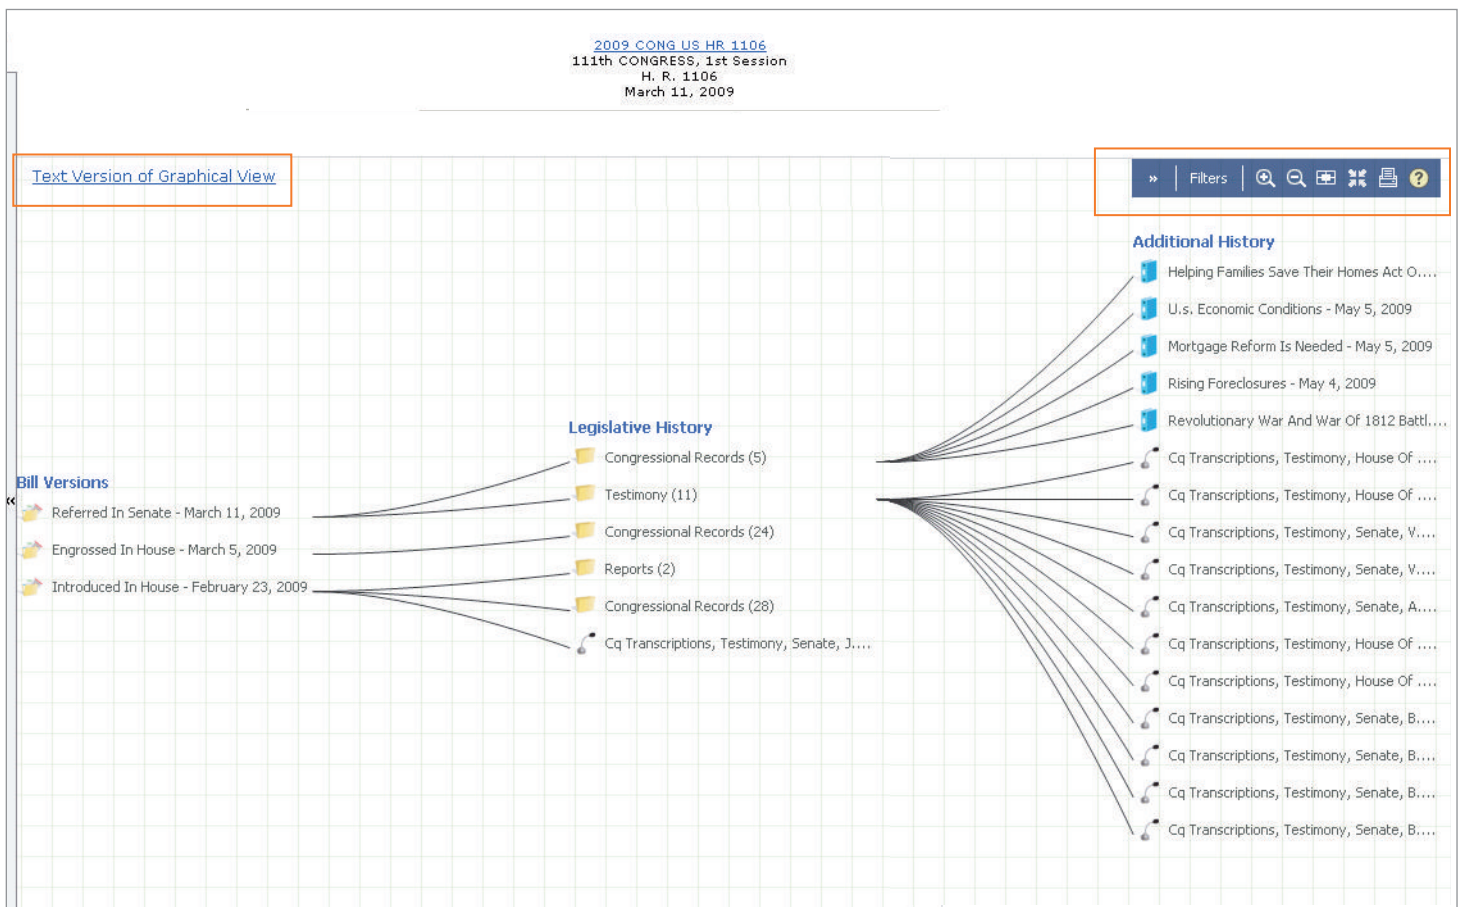 2009 CONG US HR 1106
111th CONGRESS, 1st Session
H. R. 1106
March 11, 2009
Text Version of Graphical View
» Filters ?
Additional History
Helping Families Save Their Homes Act O....
U.s. Economic Conditions - May 5, 2009
Mortgage Reform Is Needed - May 5, 2009
Rising Foreclosures - May 4, 2009
Revolutionary War And War Of 1812 Battl....
Cq Transcriptions, Testimony, House Of ....
Cq Transcriptions, Testimony, House Of ....
Cq Transcriptions, Testimony, Senate, V....
Cq Transcriptions, Testimony, Senate, V....
Cq Transcriptions, Testimony, Senate, A....
Cq Transcriptions, Testimony, House Of ....
Cq Transcriptions, Testimony, House Of ....
Cq Transcriptions, Testimony, Senate, B....
Cq Transcriptions, Testimony, Senate, B....
Cq Transcriptions, Testimony, Senate, B....
Cq Transcriptions, Testimony, Senate, B....
Legislative History
Congressional Records (5)
Testimony (11)
Congressional Records (24)
Reports (2)
Congressional Records (28)
Cq Transcriptions, Testimony, Senate, J....
Bill Versions
«
Referred In Senate - March 11, 2009
Engrossed In House - March 5, 2009
Introduced In House - February 23, 2009